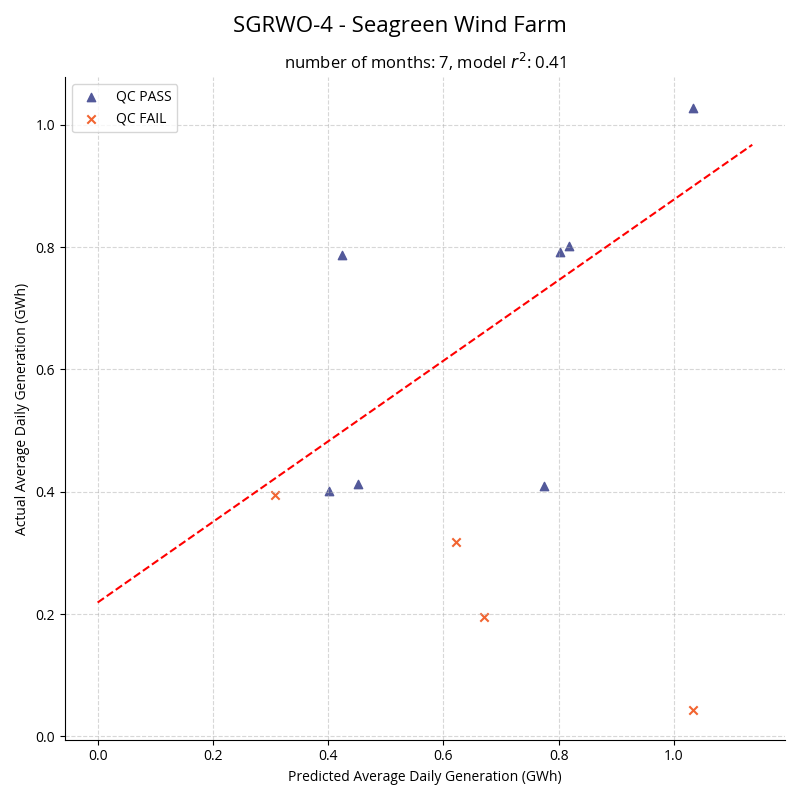 SGRWO-4 - Seagreen Wind Farm
number of months: 7, model r²: 0.41
QC PASS
QC FAIL
1.0
0.8
0.6
0.4
0.2
0.0
Actual Average Daily Generation (GWh)
0.0 0.2 0.4 0.6 0.8 1.0
Predicted Average Daily Generation (GWh)